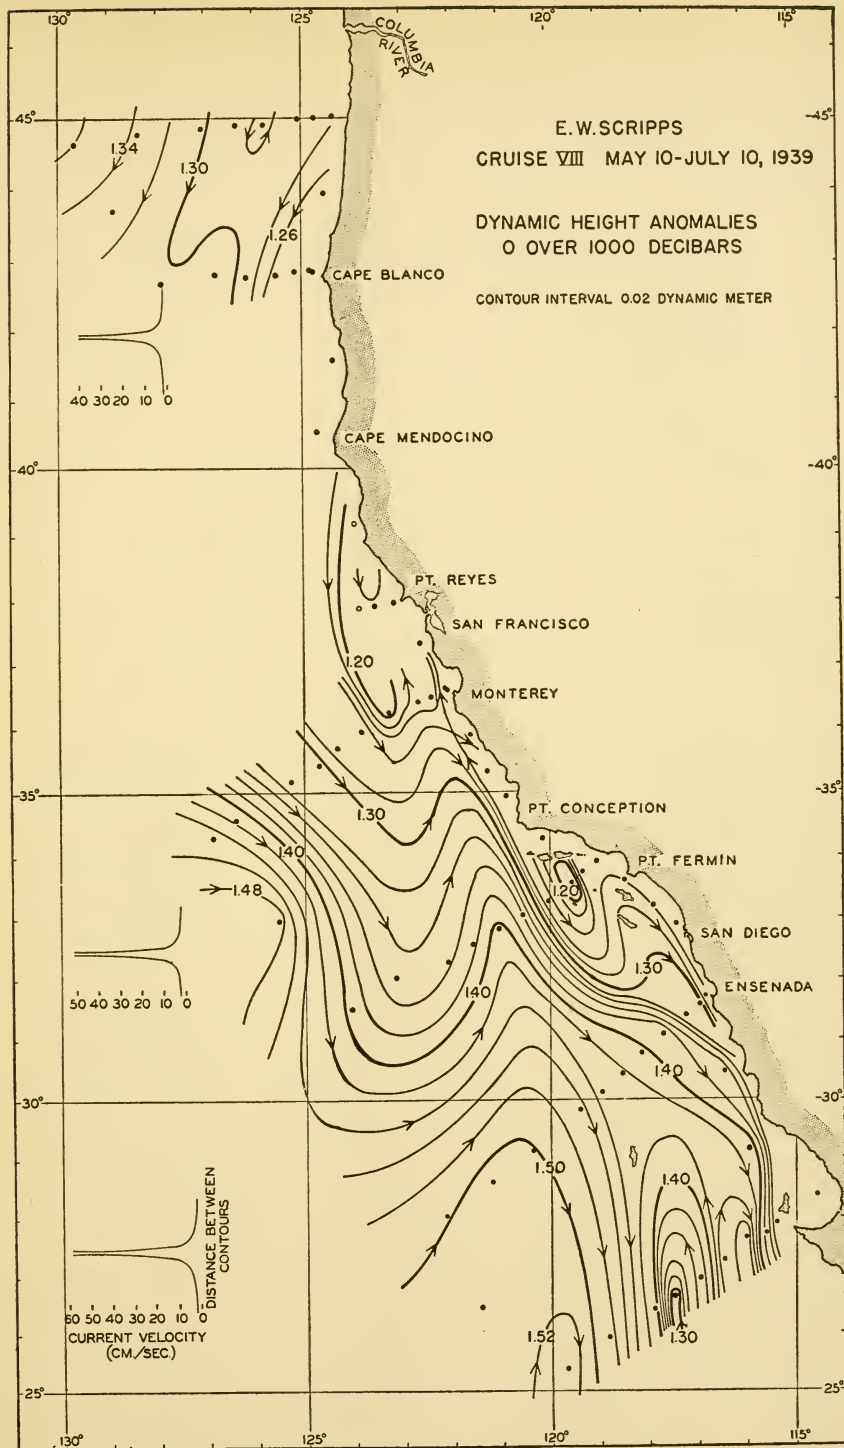 130°
125°
120°
115°
COLUMBIA
RIVER
45°
-45°
E.W.SCRIPPS
CRUISE VIII MAY 10-JULY 10, 1939
DYNAMIC HEIGHT ANOMALIES
0 OVER 1000 DECIBARS
CONTOUR INTERVAL 0.02 DYNAMIC METER
1.34
1.30
1.26
CAPE BLANCO
40 30 20 10 0
CAPE MENDOCINO
-40°
-40°
PT. REYES
SAN FRANCISCO
1.20
MONTEREY
35°
-35°
1.30
PT. CONCEPTION
1.40
PT. FERMIN
1.48
1.20
SAN DIEGO
1.30
ENSENADA
50 40 30 20 10 0
1.40
1.40
-30°
-30°
1.50
1.40
DISTANCE BETWEEN
CONTOURS
60 50 40 30 20 10 0
CURRENT VELOCITY
(CM./SEC.)
1.52
1.30
-25°
25°
130°
125°
120°
115°